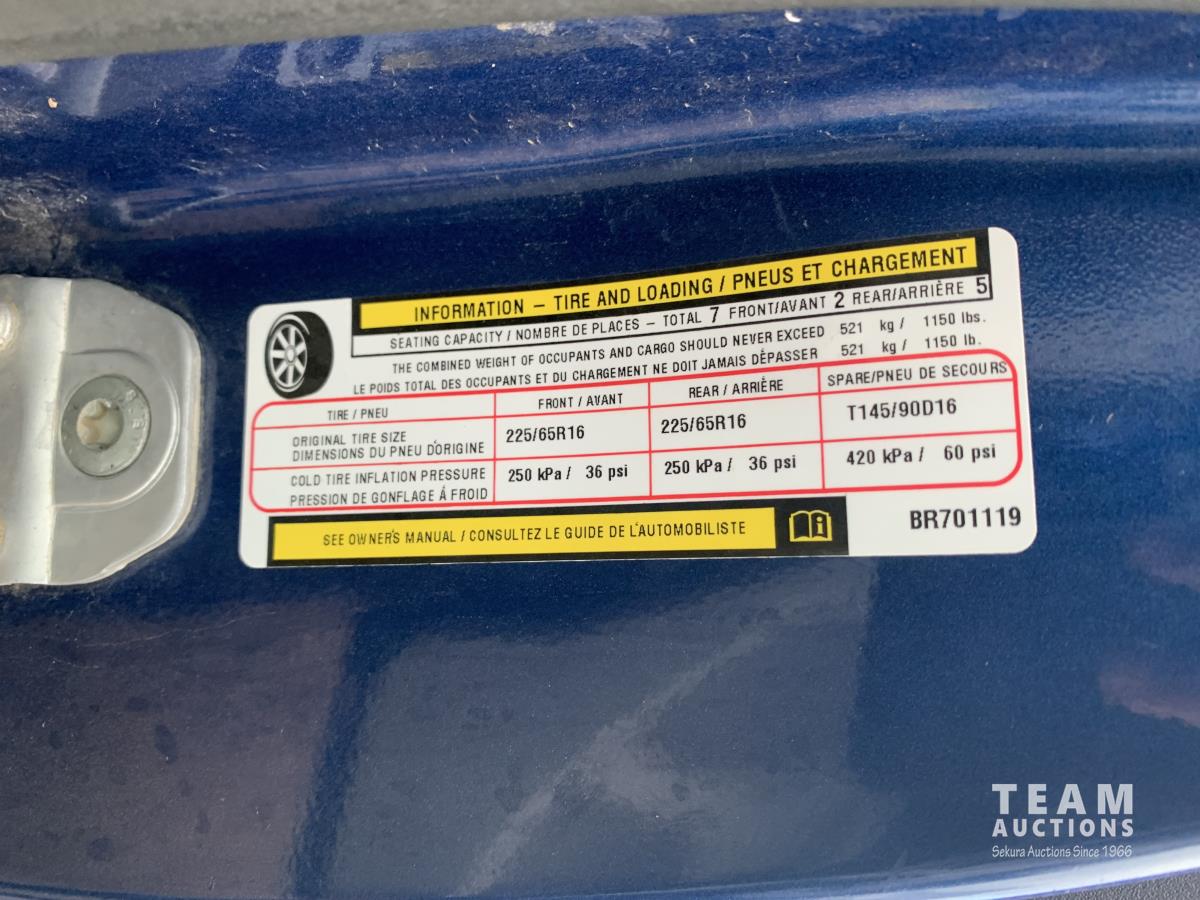 INFORMATION – TIRE AND LOADING / PNEUS ET CHARGEMENT
SEATING CAPACITY / NOMBRE DE PLACES – TOTAL 7 FRONT/AVANT 2 REAR/ARRIÈRE 5
THE COMBINED WEIGHT OF OCCUPANTS AND CARGO SHOULD NEVER EXCEED 521 kg / 1150 lbs.
LE POIDS TOTAL DES OCCUPANTS ET DU CHARGEMENT NE DOIT JAMAIS DÉPASSER 521 kg / 1150 lb.
TIRE / PNEU FRONT / AVANT REAR / ARRIÈRE SPARE/PNEU DE SECOURS
ORIGINAL TIRE SIZE
DIMENSIONS DU PNEU D'ORIGINE 225/65R16 225/65R16 T145/90D16
COLD TIRE INFLATION PRESSURE
PRESSION DE GONFLAGE Á FROID 250 kPa / 36 psi 250 kPa / 36 psi 420 kPa / 60 psi
SEE OWNER'S MANUAL / CONSULTEZ LE GUIDE DE L'AUTOMOBILISTE
BR701119
TEAM
AUCTIONS
Sekura Auctions Since 1966